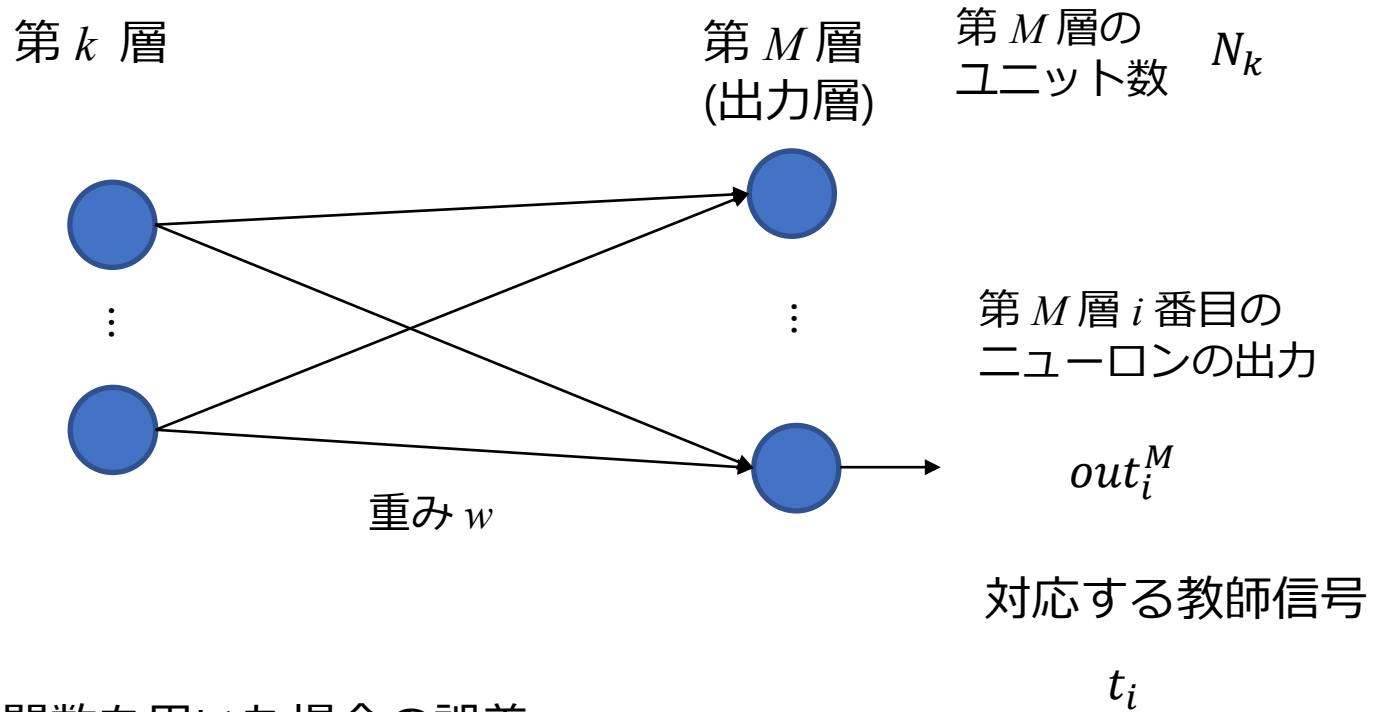 第 k 層
第 M 層
(出力層)
第 M 層の
ユニット数
N_k
⋮
⋮
第 M 層 i 番目の
ニューロンの出力
重み w
out_i^M
対応する教師信号
t_i